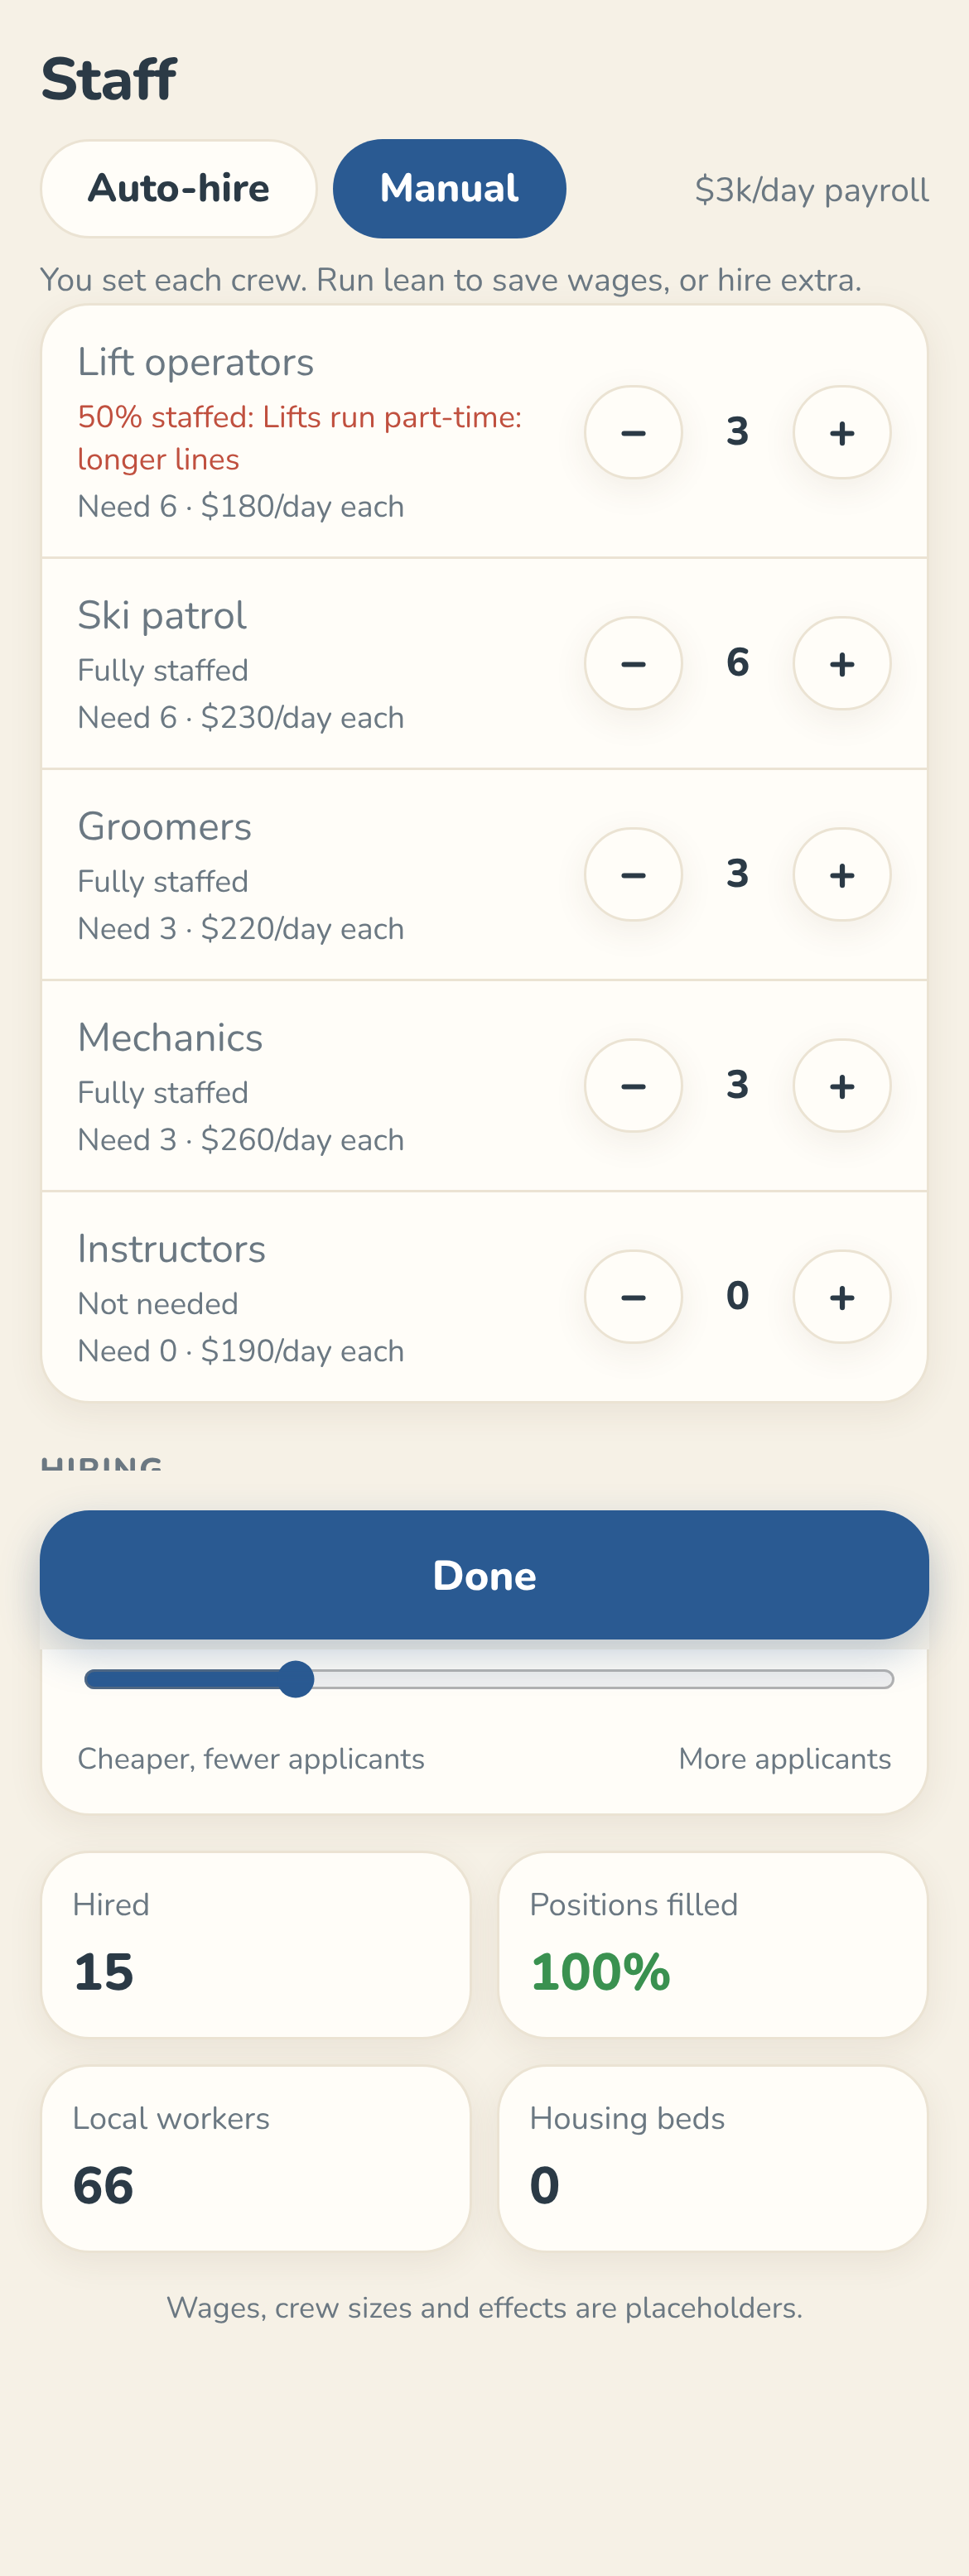 Staff
Auto-hire
Manual
$3k/day payroll
You set each crew. Run lean to save wages, or hire extra.
Lift operators
50% staffed: Lifts run part-time:
longer lines
Need 6 · $180/day each
− 3 +
Ski patrol
Fully staffed
Need 6 · $230/day each
− 6 +
Groomers
Fully staffed
Need 3 · $220/day each
− 3 +
Mechanics
Fully staffed
Need 3 · $260/day each
− 3 +
Instructors
Not needed
Need 0 · $190/day each
− 0 +
HIRING
Done
Cheaper, fewer applicants
More applicants
Hired
15
Positions filled
100%
Local workers
66
Housing beds
0
Wages, crew sizes and effects are placeholders.